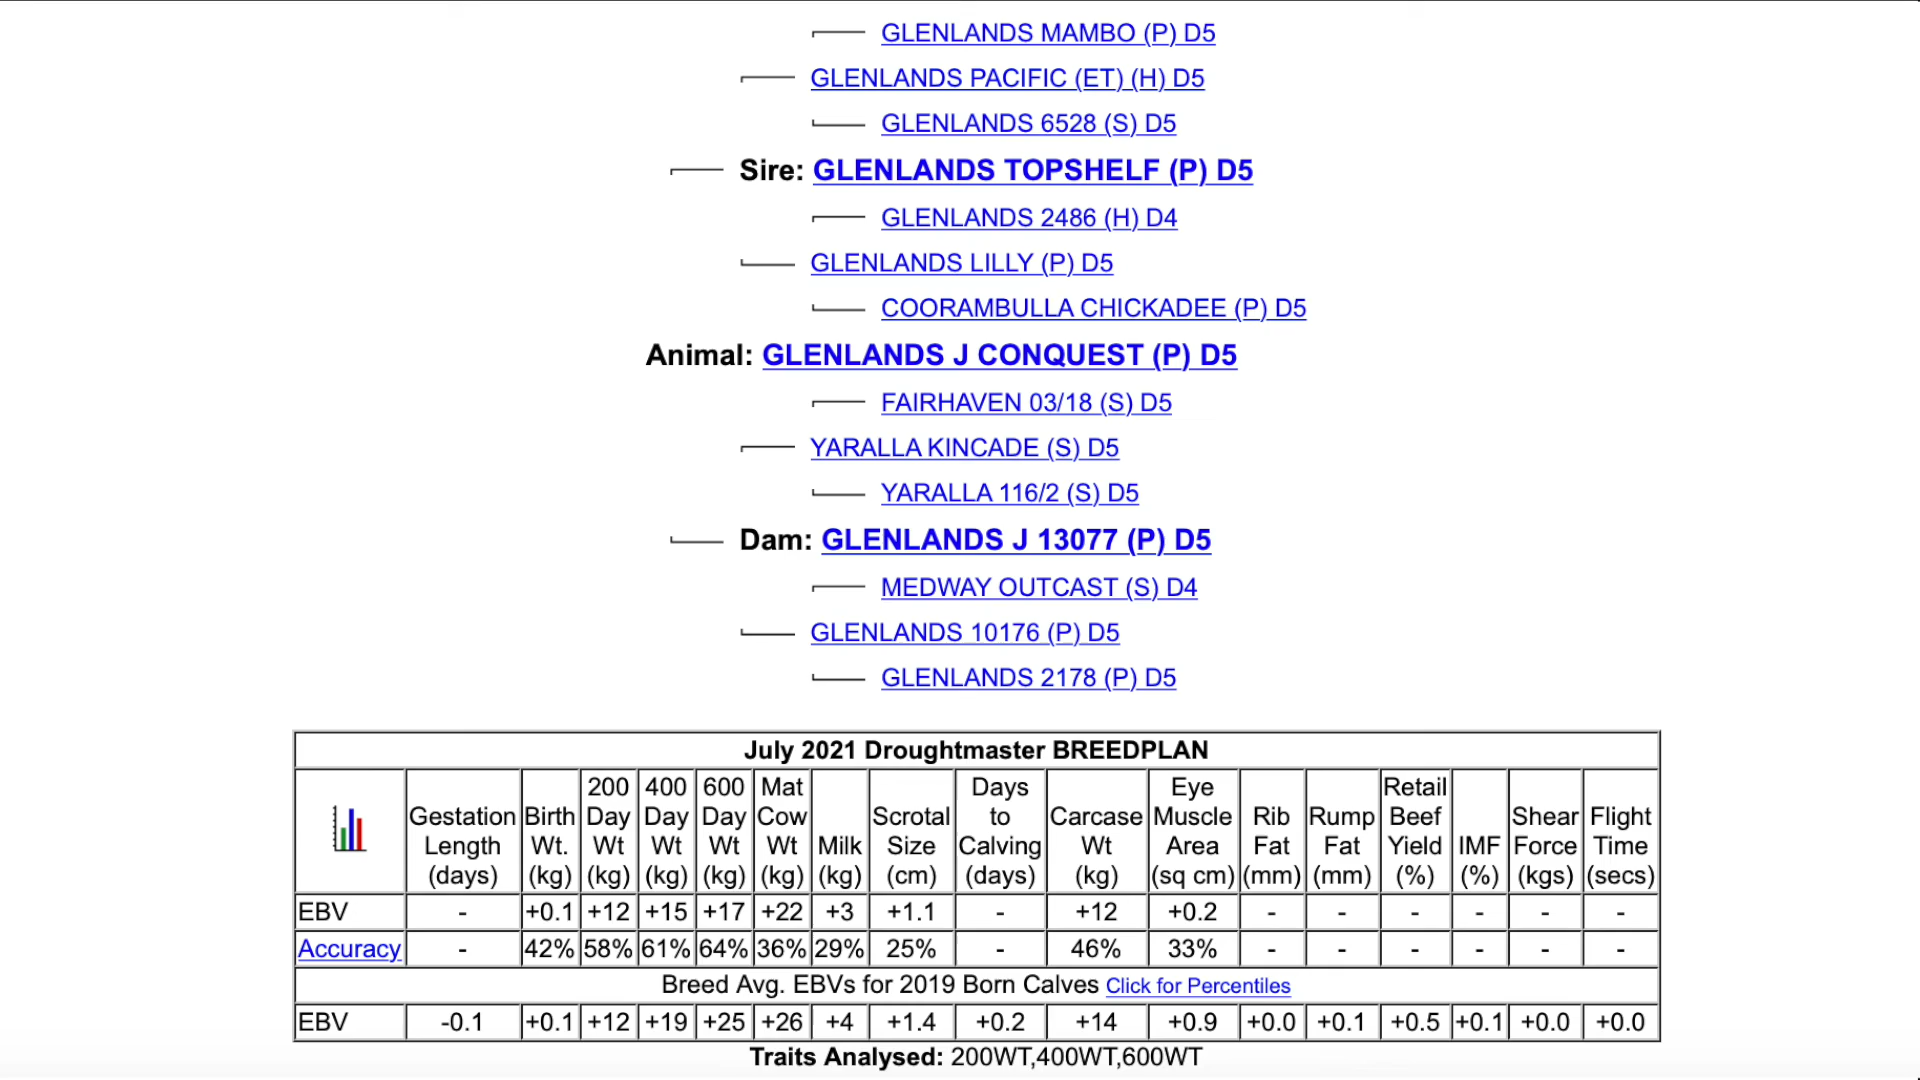 GLENLANDS MAMBO (P) D5
GLENLANDS PACIFIC (ET) (H) D5
GLENLANDS 6528 (S) D5
Sire: GLENLANDS TOPSHELF (P) D5
GLENLANDS 2486 (H) D4
GLENLANDS LILLY (P) D5
COORAMBULLA CHICKADEE (P) D5
Animal: GLENLANDS J CONQUEST (P) D5
FAIRHAVEN 03/18 (S) D5
YARALLA KINCADE (S) D5
YARALLA 116/2 (S) D5
Dam: GLENLANDS J 13077 (P) D5
MEDWAY OUTCAST (S) D4
GLENLANDS 10176 (P) D5
GLENLANDS 2178 (P) D5
July 2021 Droughtmaster BREEDPLAN
Gestation Length (days) Birth Wt. (kg) 200 Day Wt (kg) 400 Day Wt (kg) 600 Day Wt (kg) Mat Cow Wt (kg) Milk (kg) Scrotal Size (cm) Days to Calving (days) Carcase Wt (kg) Eye Muscle Area (sq cm) Rib Fat (mm) Rump Fat (mm) Retail Beef Yield (%) IMF (%) Shear Force (kgs) Flight Time (secs)
EBV - +0.1 +12 +15 +17 +22 +3 +1.1 - +12 +0.2 - - - - - -
Accuracy - 42% 58% 61% 64% 36% 29% 25% - 46% 33% - - - - - -
Breed Avg. EBVs for 2019 Born Calves Click for Percentiles
EBV -0.1 +0.1 +12 +19 +25 +26 +4 +1.4 +0.2 +14 +0.9 +0.0 +0.1 +0.5 +0.1 +0.0 +0.0
Traits Analysed: 200WT,400WT,600WT